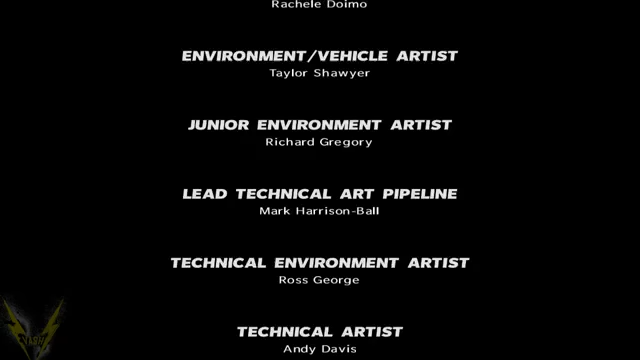 Rachele Doimo
ENVIRONMENT/VEHICLE ARTIST
Taylor Shawyer
JUNIOR ENVIRONMENT ARTIST
Richard Gregory
LEAD TECHNICAL ART PIPELINE
Mark Harrison-Ball
TECHNICAL ENVIRONMENT ARTIST
Ross George
TECHNICAL ARTIST
Andy Davis